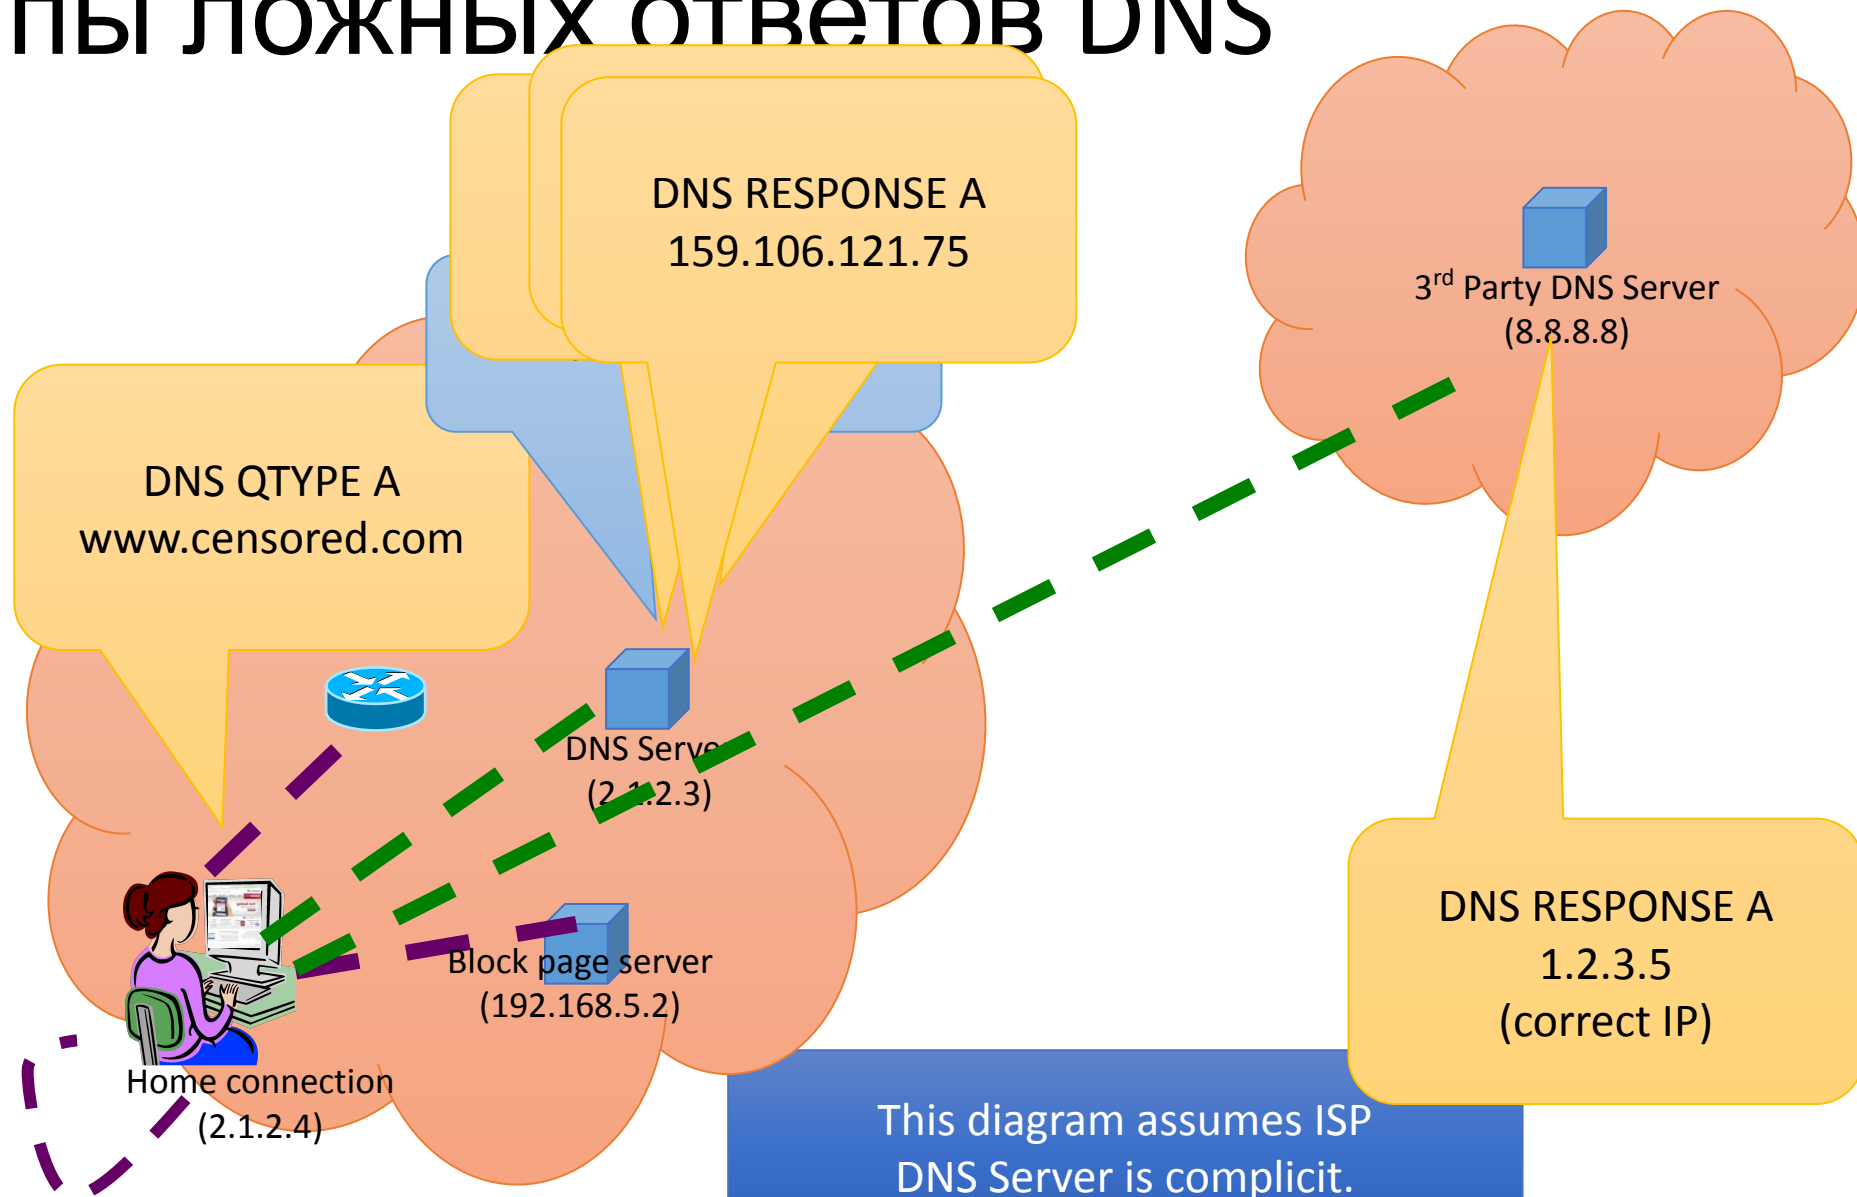 пы ложных ответов DNS
DNS RESPONSE A
159.106.121.75
3rd Party DNS Server
(8.8.8.8)
DNS QTYPE A
www.censored.com
DNS Server
(2.1.2.3)
Block page server
(192.168.5.2)
DNS RESPONSE A
1.2.3.5
(correct IP)
Home connection
(2.1.2.4)
This diagram assumes ISP
DNS Server is complicit.